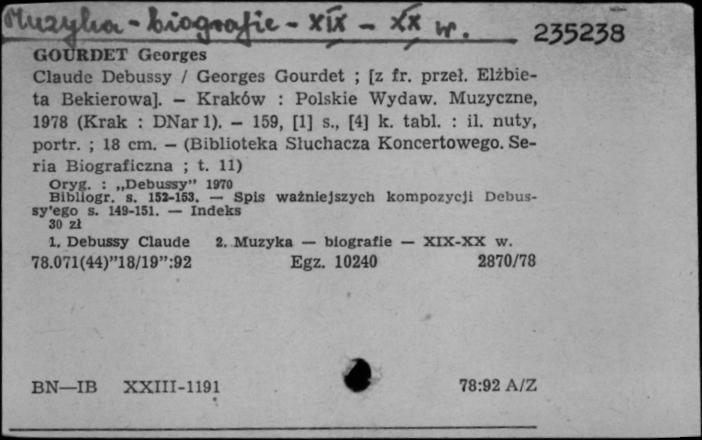 Muzyka - biografie - XIX - XX w. 235238
GOURDET Georges
Claude Debussy / Georges Gourdet ; [z fr. przeł. Elżbie-
ta Bekierowa]. — Kraków : Polskie Wydaw. Muzyczne,
1978 (Krak : DNar 1). — 159, [1] s., [4] k. tabl. : il. nuty,
portr. ; 18 cm. — (Biblioteka Słuchacza Koncertowego. Se-
ria Biograficzna ; t. 11)
Oryg. : „Debussy” 1970
Bibliogr. s. 152-153. — Spis ważniejszych kompozycji Debus-
sy'ego s. 149-151. — Indeks
30 zł
1. Debussy Claude 2. Muzyka — biografie — XIX-XX w.
78.071(44)”18/19”:92 Egz. 10240 2870/78
BN—IB XXIII-1191 78:92 A/Z